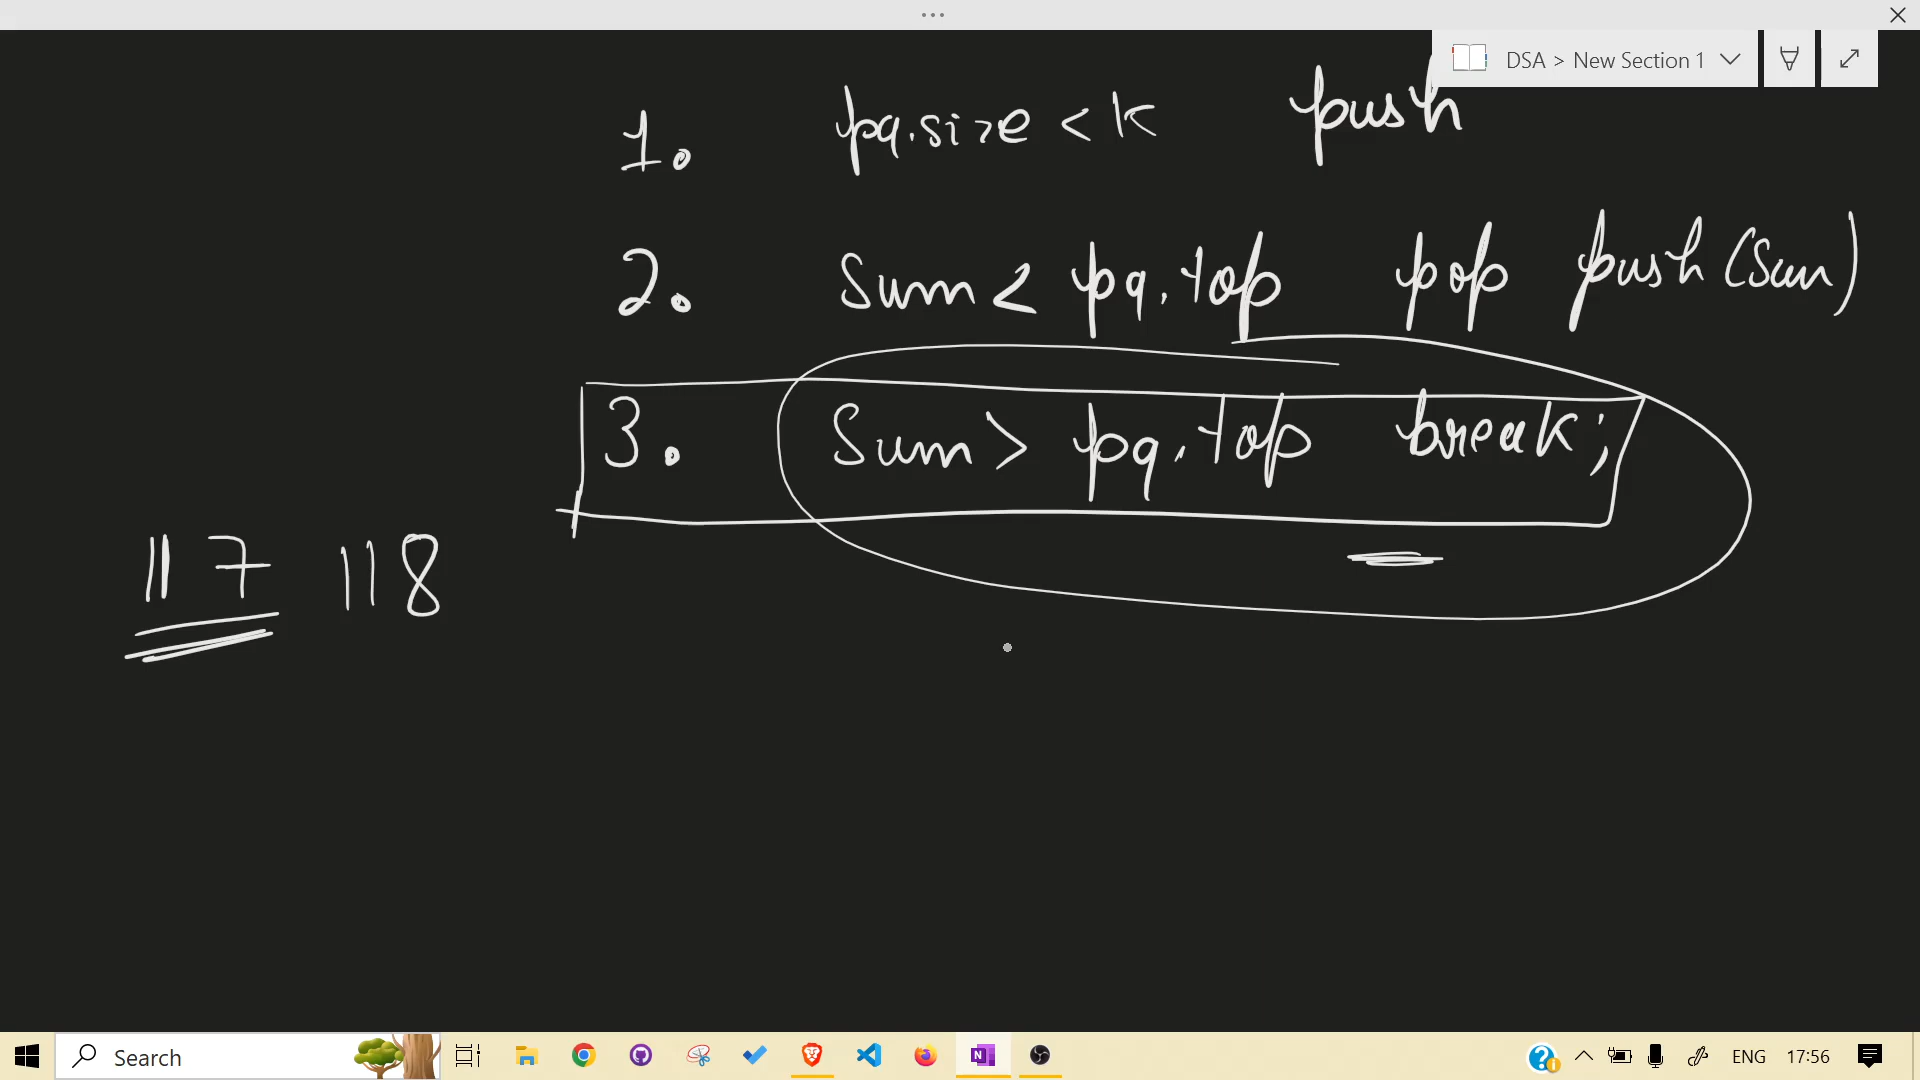 DSA > New Section 1
1. pq.size < k push
2. Sum < pq.top pop push(Sum)
3. Sum > pq.top break;
117 118
Search
ENG 17:56